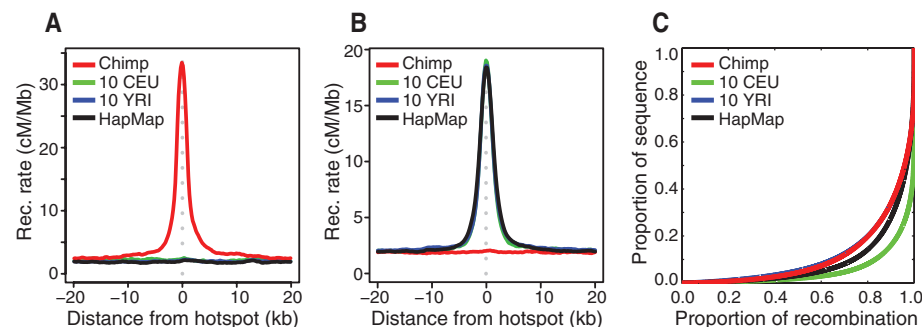 A
Chimp
10 CEU
10 YRI
HapMap
Rec. rate (cM/Mb)
30
20
10
5
0
−20 −10 0 10 20
Distance from hotspot (kb)
B
Chimp
10 CEU
10 YRI
HapMap
Rec. rate (cM/Mb)
20
15
10
5
2
0
−20 −10 0 10 20
Distance from hotspot (kb)
C
Chimp
10 CEU
10 YRI
HapMap
Proportion of sequence
1.0
0.8
0.6
0.4
0.2
0.0
0.0 0.2 0.4 0.6 0.8 1.0
Proportion of recombination